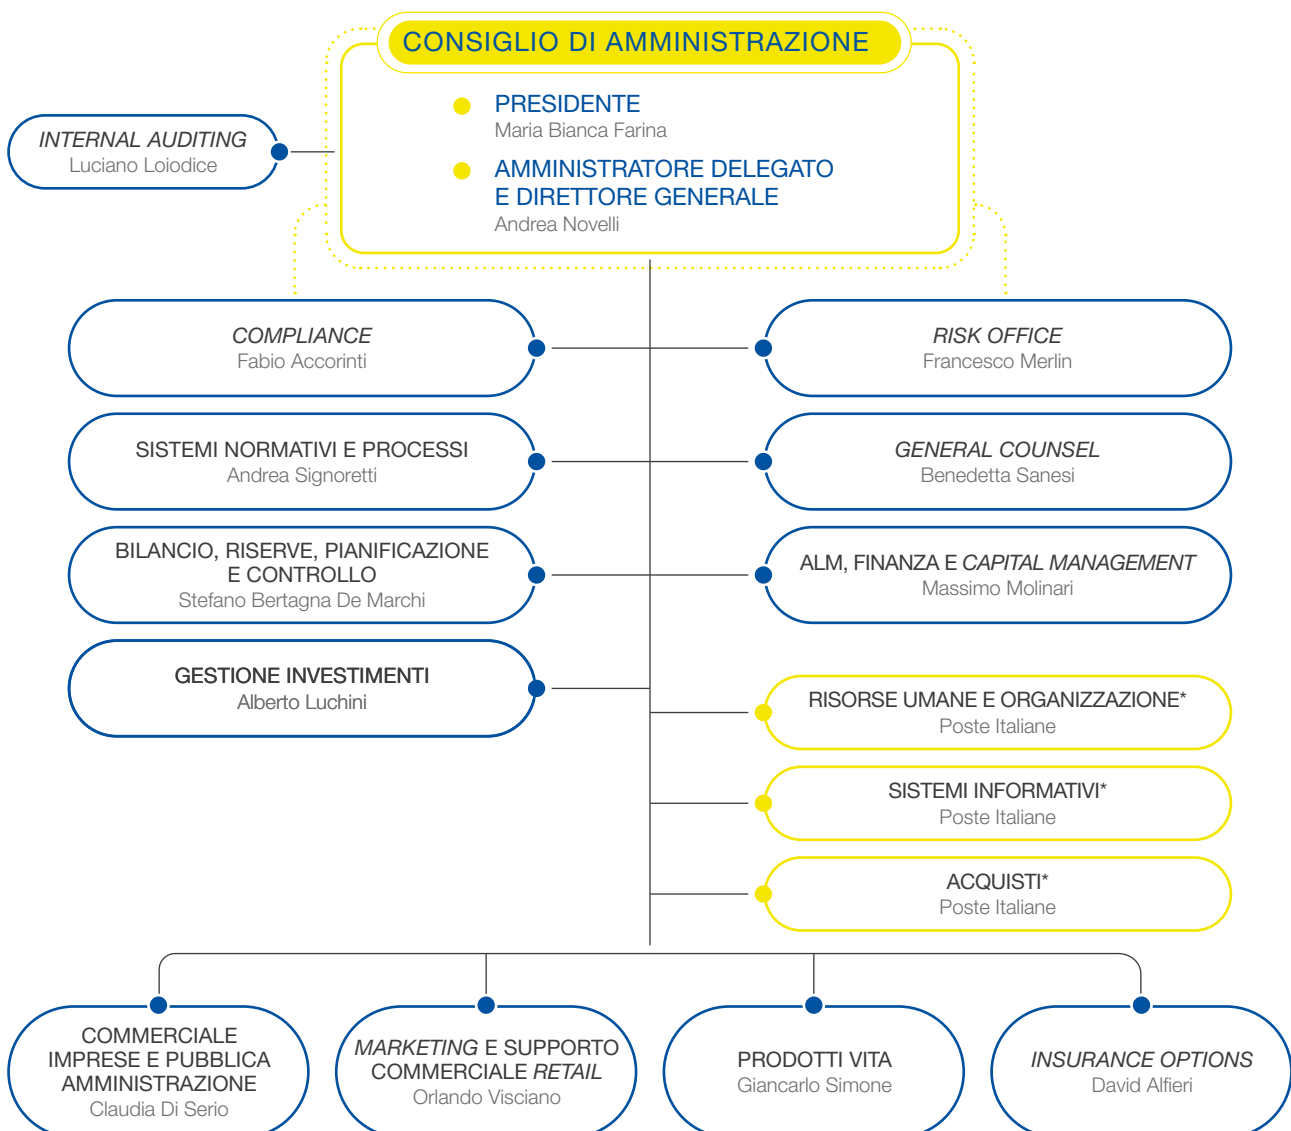 CONSIGLIO DI AMMINISTRAZIONE
PRESIDENTE
Maria Bianca Farina
AMMINISTRATORE DELEGATO
E DIRETTORE GENERALE
Andrea Novelli
INTERNAL AUDITING
Luciano Loiodice
COMPLIANCE
Fabio Accorinti
RISK OFFICE
Francesco Merlin
SISTEMI NORMATIVI E PROCESSI
Andrea Signoretti
GENERAL COUNSEL
Benedetta Sanesi
BILANCIO, RISERVE, PIANIFICAZIONE
E CONTROLLO
Stefano Bertagna De Marchi
ALM, FINANZA E CAPITAL MANAGEMENT
Massimo Molinari
GESTIONE INVESTIMENTI
Alberto Luchini
RISORSE UMANE E ORGANIZZAZIONE*
Poste Italiane
SISTEMI INFORMATIVI*
Poste Italiane
ACQUISTI*
Poste Italiane
COMMERCIALE
IMPRESE E PUBBLICA
AMMINISTRAZIONE
Claudia Di Serio
MARKETING E SUPPORTO
COMMERCIALE RETAIL
Orlando Visciano
PRODOTTI VITA
Giancarlo Simone
INSURANCE OPTIONS
David Alfieri